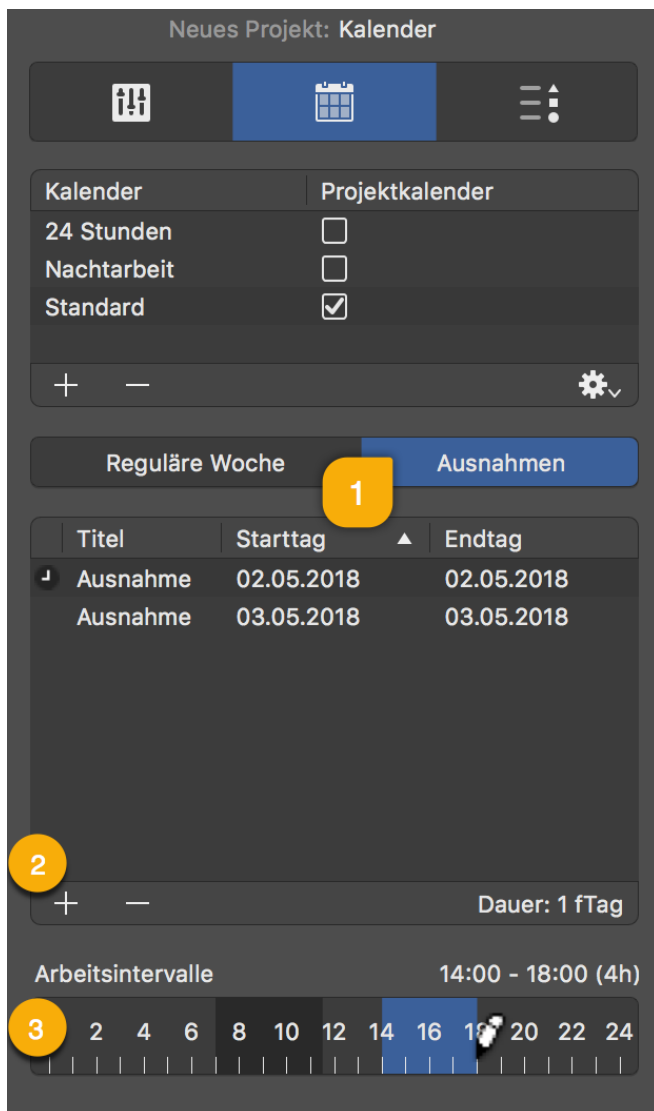 Neues Projekt: Kalender
Kalender Projektkalender
24 Stunden
Nachtarbeit
Standard
Reguläre Woche 1 Ausnahmen
Titel Starttag Endtag
Ausnahme 02.05.2018 02.05.2018
Ausnahme 03.05.2018 03.05.2018
2
Dauer: 1 fTag
Arbeitsintervalle 14:00 - 18:00 (4h)
3 2 4 6 8 10 12 14 16 18 20 22 24